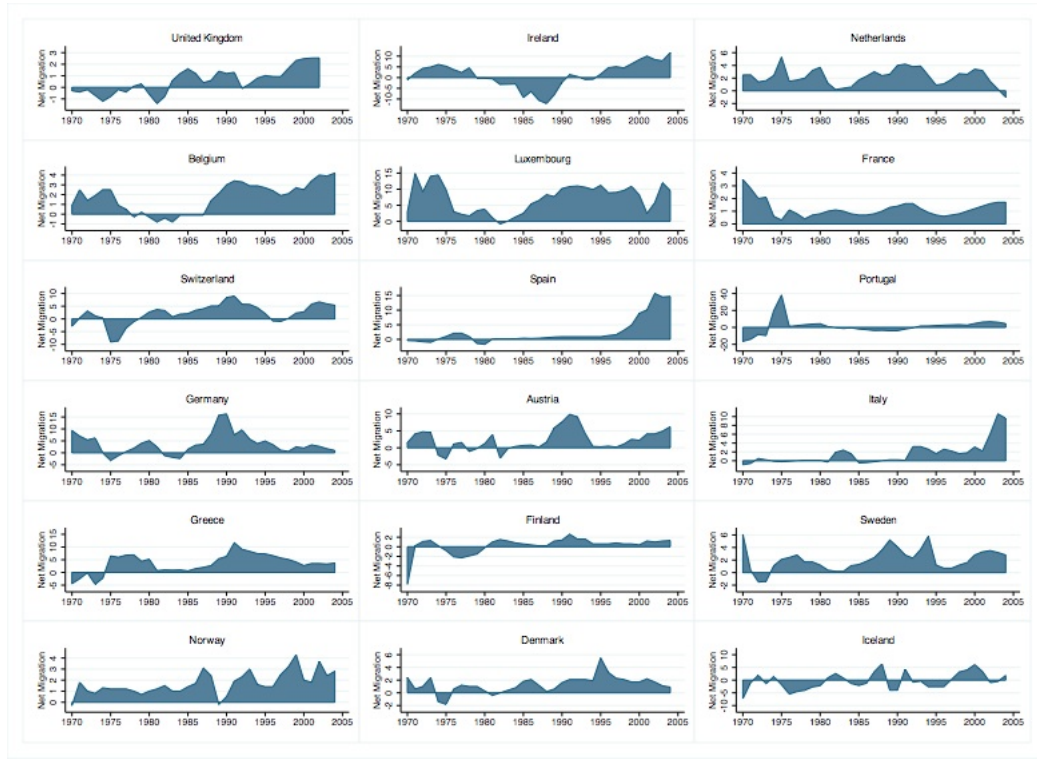 United Kingdom
Net Migration
-1 0 1 2 3
1970 1975 1980 1985 1990 1995 2000 2005
Ireland
Net Migration
-10 -5 0 5 10
1970 1975 1980 1985 1990 1995 2000 2005
Netherlands
Net Migration
-2 0 2 4 6
1970 1975 1980 1985 1990 1995 2000 2005
Belgium
Net Migration
-1 0 1 2 3 4
1970 1975 1980 1985 1990 1995 2000 2005
Luxembourg
Net Migration
0 5 10 15
1970 1975 1980 1985 1990 1995 2000 2005
France
Net Migration
0 1 2 3 4
1970 1975 1980 1985 1990 1995 2000 2005
Switzerland
Net Migration
-10 -5 0 5 10
1970 1975 1980 1985 1990 1995 2000 2005
Spain
Net Migration
0 5 10 15
1970 1975 1980 1985 1990 1995 2000 2005
Portugal
Net Migration
-20 0 20 40
1970 1975 1980 1985 1990 1995 2000 2005
Germany
Net Migration
-5 0 5 10 15
1970 1975 1980 1985 1990 1995 2000 2005
Austria
Net Migration
-5 0 5 10
1970 1975 1980 1985 1990 1995 2000 2005
Italy
Net Migration
0 2 4 6 8 10
1970 1975 1980 1985 1990 1995 2000 2005
Greece
Net Migration
-5 0 5 10 15
1970 1975 1980 1985 1990 1995 2000 2005
Finland
Net Migration
-8 -6 -4 -2 0 2
1970 1975 1980 1985 1990 1995 2000 2005
Sweden
Net Migration
-2 0 2 4 6
1970 1975 1980 1985 1990 1995 2000 2005
Norway
Net Migration
0 1 2 3 4
1970 1975 1980 1985 1990 1995 2000 2005
Denmark
Net Migration
-2 0 2 4 6
1970 1975 1980 1985 1990 1995 2000 2005
Iceland
Net Migration
-10 -5 0 5 10
1970 1975 1980 1985 1990 1995 2000 2005